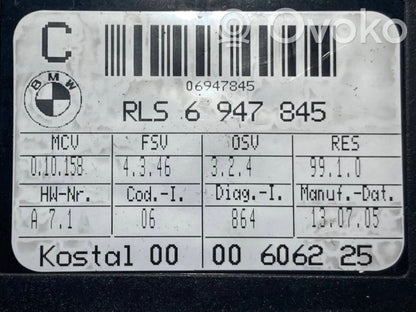 Ovoko
C
BMW
06947845
RLS 6 947 845
MCV FSV OSV RES
0.10.158 4.3.46 3.2.4 99.1.0
HW-Nr. Cod.-I. Diag.-I. Manuf.-Dat.
A 7.1 06 864 13.07.05
Kostal 00 00 6062 25